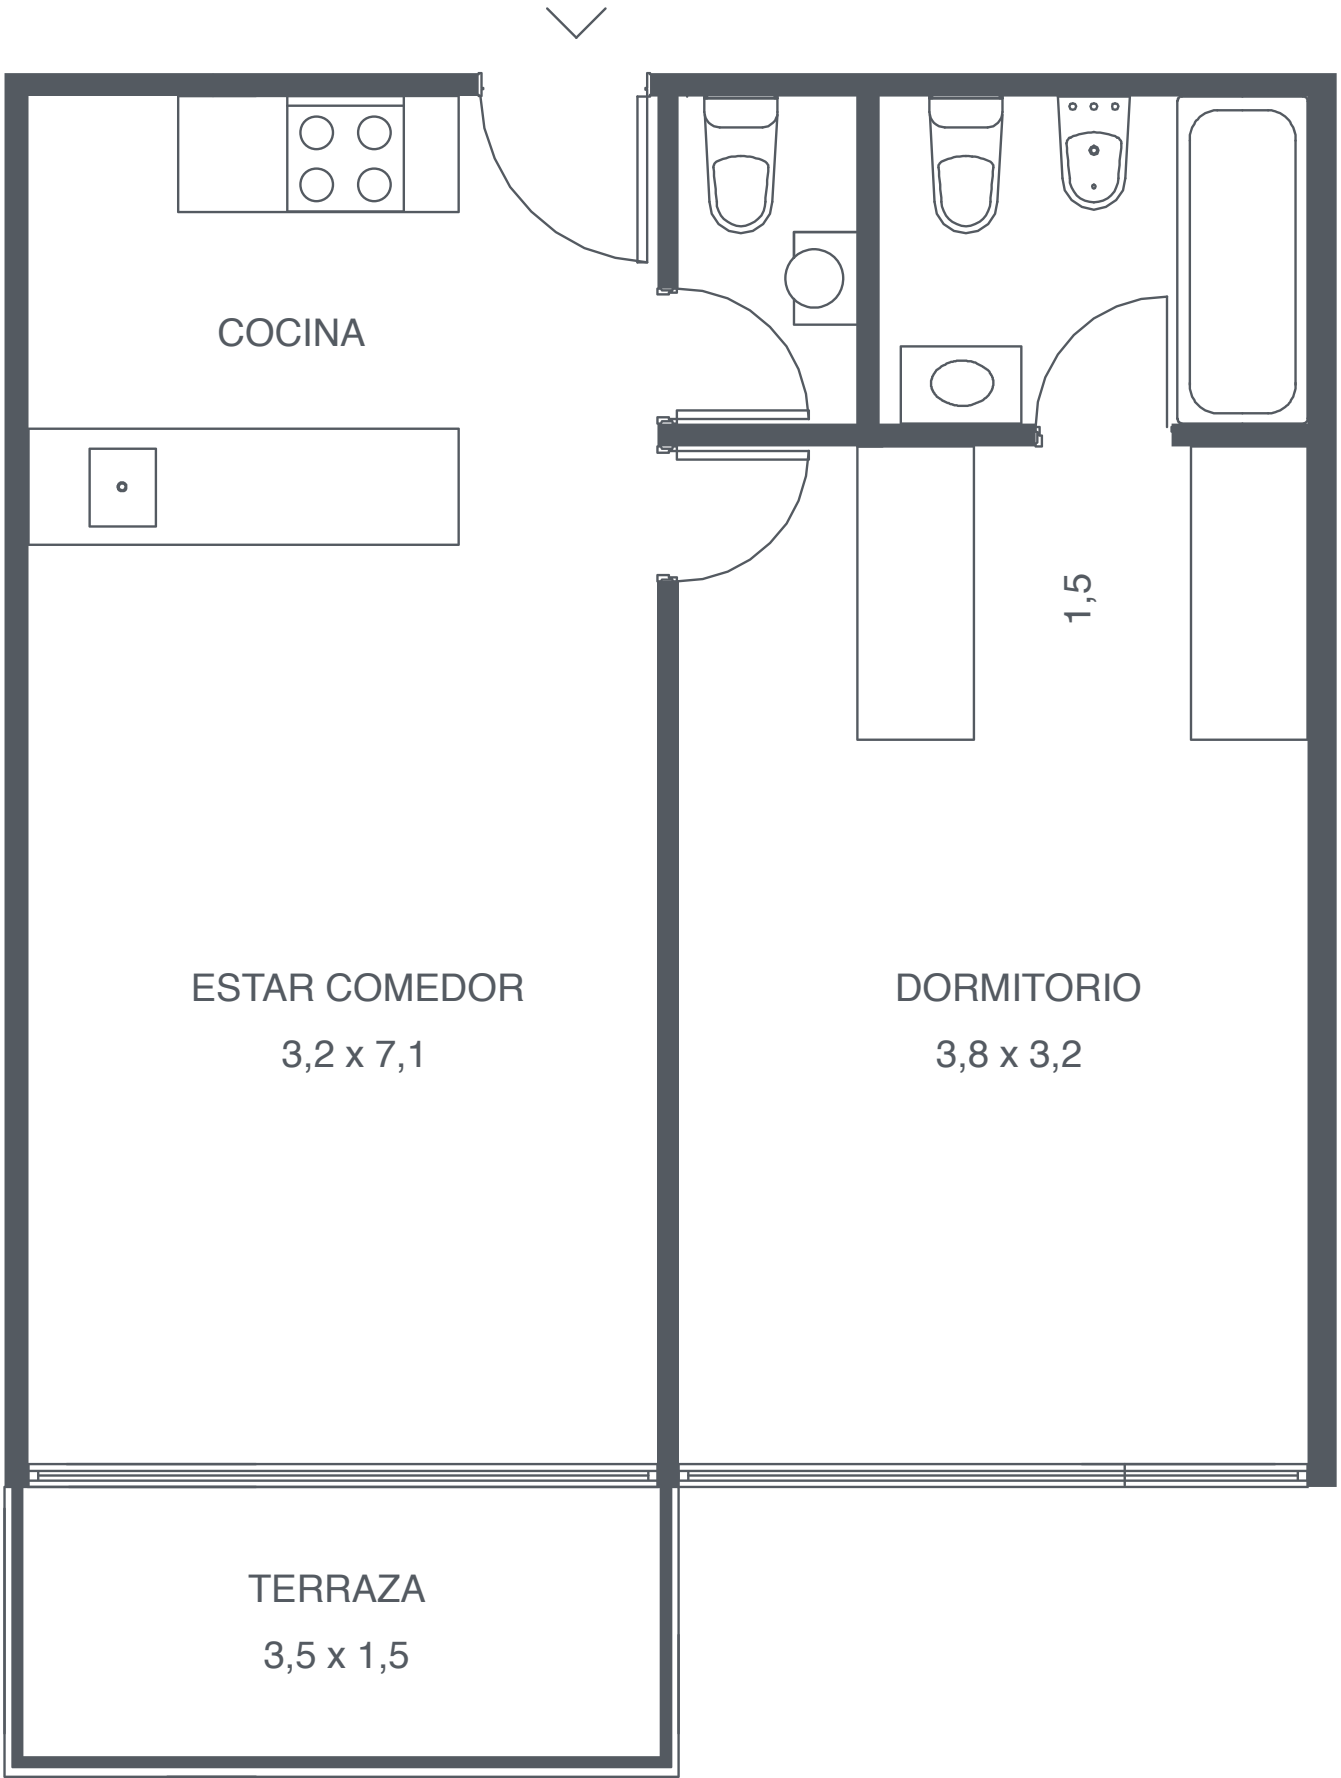 COCINA
1,5
ESTAR COMEDOR
3,2 x 7,1
DORMITORIO
3,8 x 3,2
TERRAZA
3,5 x 1,5